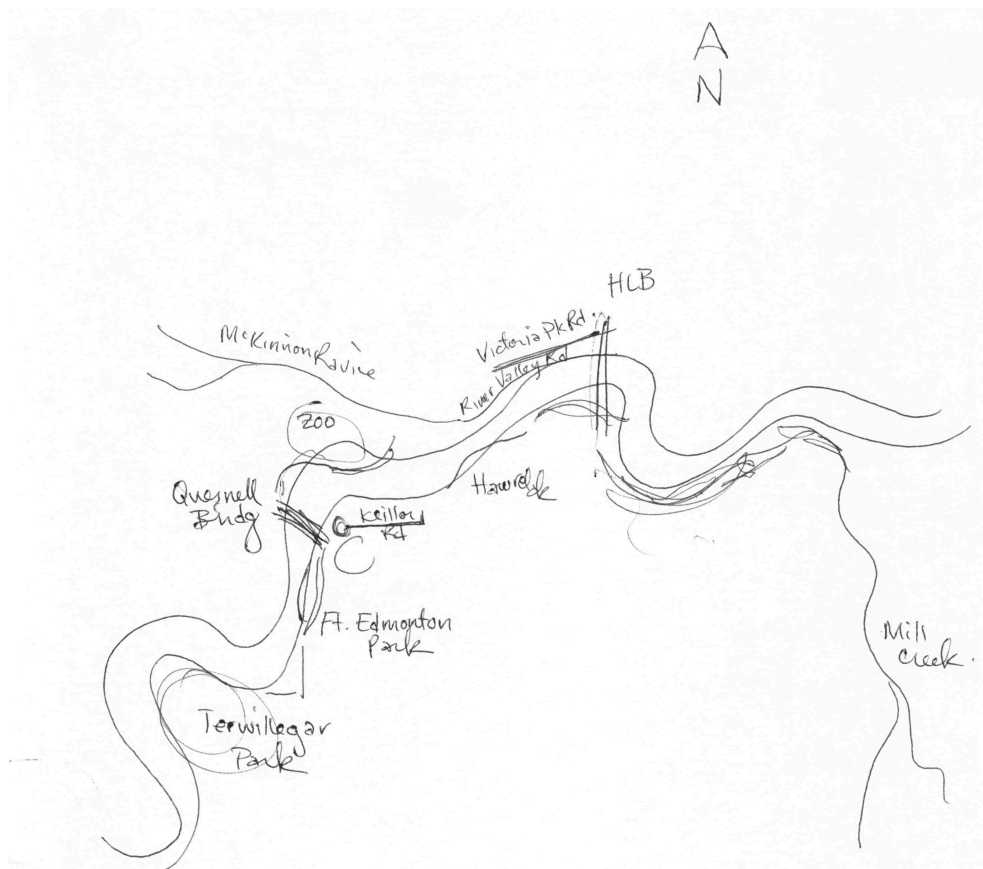 A
N
HLB
McKinnon Ravine
Victoria Pk Rd.
River Valley Rd
ZOO
Quesnell
Bridg
Keillor
Rd
Hawrelak
Ft. Edmonton
Park
Mill
Creek.
Terwillegar
Park